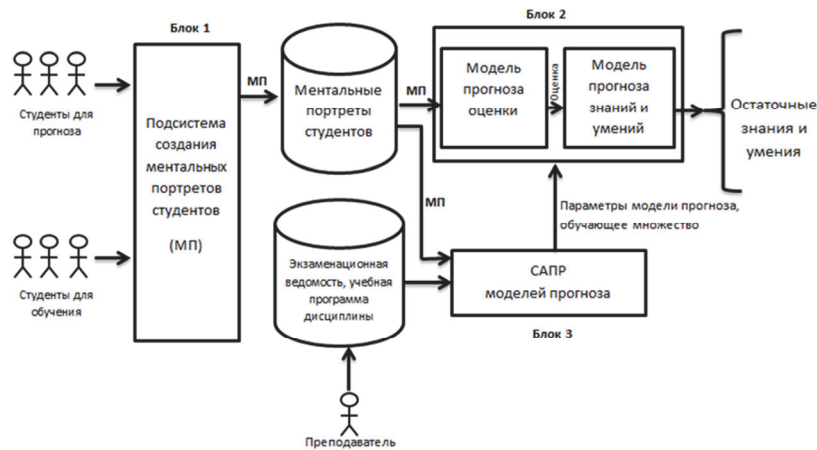 Блок 1
Блок 2
Студенты для
прогноза
Подсистема
создания
ментальных
портретов
студентов
(МП)
Студенты для
обучения
МП
Ментальные
портреты
студентов
МП
МП
Модель
прогноза
оценки
Оценка
Модель
прогноза
знаний и
умений
Остаточные
знания и
умения
Параметры модели прогноза,
обучающее множество
Экзаменационная
ведомость, учебная
программа
дисциплины
САПР
моделей прогноза
Блок 3
Преподаватель